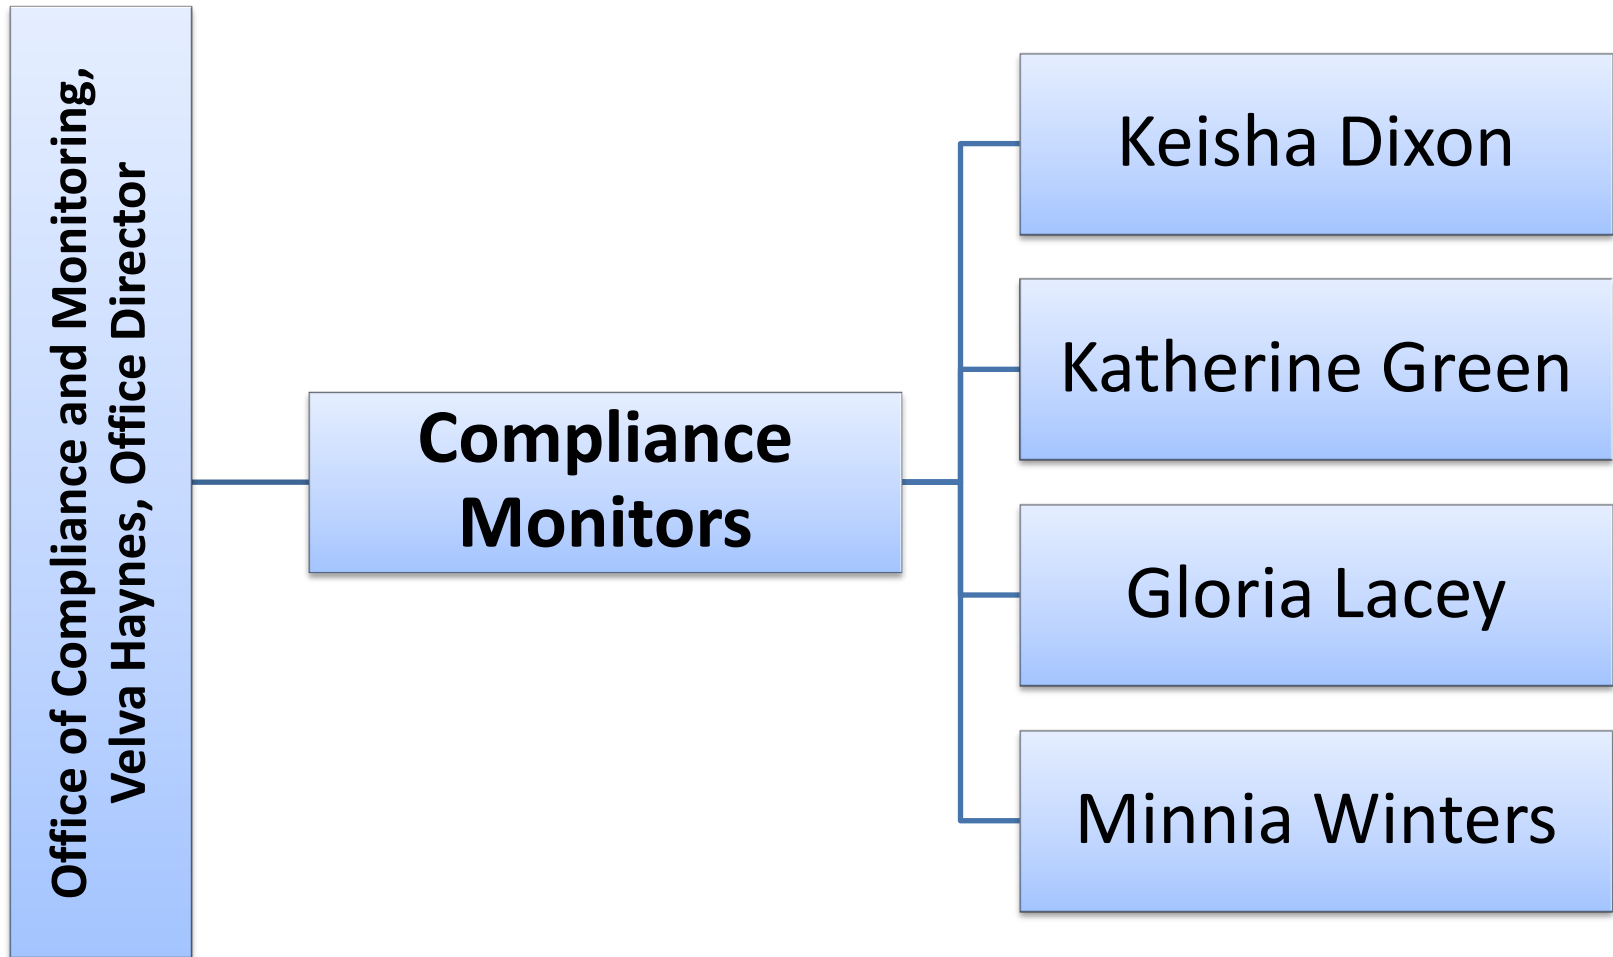 Office of Compliance and Monitoring,
Velva Haynes, Office Director
Compliance
Monitors
Keisha Dixon
Katherine Green
Gloria Lacey
Minnia Winters